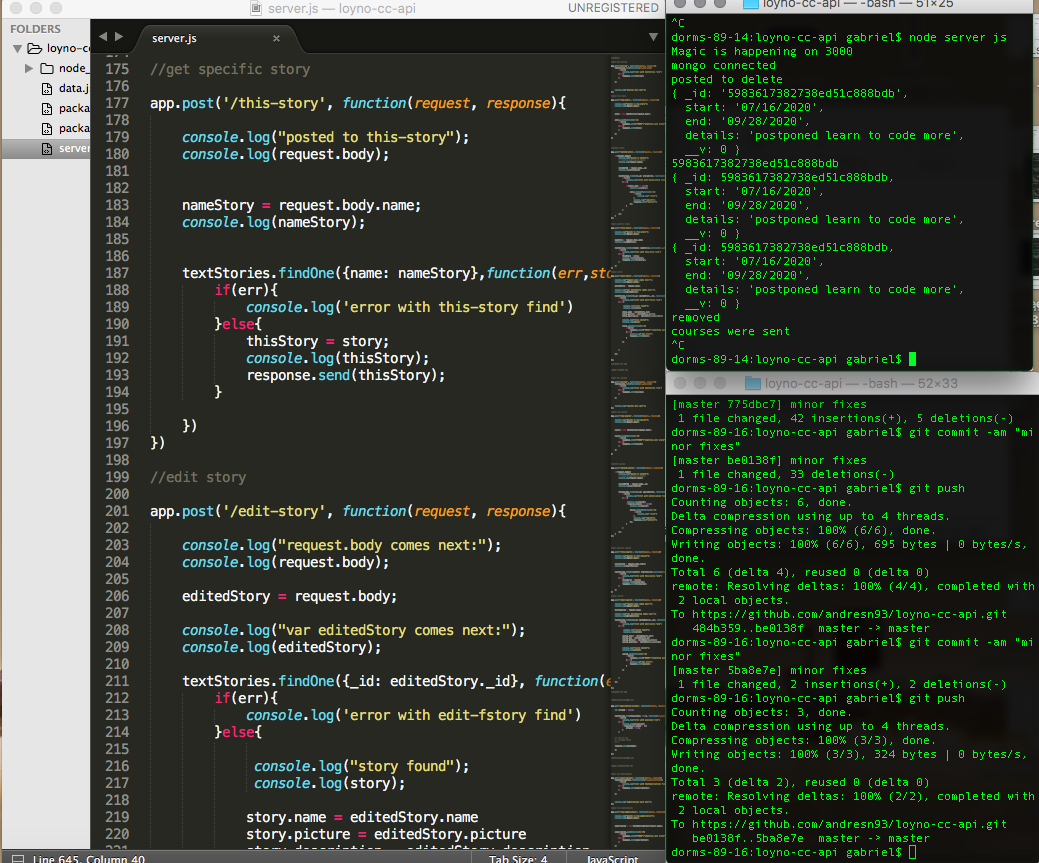 server.js — loyno-cc-api
UNREGISTERED
FOLDERS
loyno-cc
node_
data.j
packa
packa
server
server.js ×
175 //get specific story
176
177 app.post('/this-story', function(request, response){
178
179 console.log("posted to this-story");
180 console.log(request.body);
181
182
183 nameStory = request.body.name;
184 console.log(nameStory);
185
186
187 textStories.findOne({name: nameStory},function(err,sto
188 if(err){
189 console.log('error with this-story find')
190 }else{
191 thisStory = story;
192 console.log(thisStory);
193 response.send(thisStory);
194 }
195
196 })
197 })
198
199 //edit story
200
201 app.post('/edit-story', function(request, response){
202
203 console.log("request.body comes next:");
204 console.log(request.body);
205
206 editedStory = request.body;
207
208 console.log("var editedStory comes next:");
209 console.log(editedStory);
210
211 textStories.findOne({_id: editedStory._id}, function(e
212 if(err){
213 console.log('error with edit-fstory find')
214 }else{
215
216 console.log("story found");
217 console.log(story);
218
219 story.name = editedStory.name
220 story.picture = editedStory.picture
Line 645, Column 40
Tab Size: 4
JavaScript
loyno-cc-api — -bash — 51×25
^C
dorms-89-14:loyno-cc-api gabriel$ node server js
Magic is happening on 3000
mongo connected
posted to delete
{ _id: '5983617382738ed51c888bdb',
start: '07/16/2020',
end: '09/28/2020',
details: 'postponed learn to code more',
__v: 0 }
5983617382738ed51c888bdb
{ _id: 5983617382738ed51c888bdb,
start: '07/16/2020',
end: '09/28/2020',
details: 'postponed learn to code more',
__v: 0 }
{ _id: 5983617382738ed51c888bdb,
start: '07/16/2020',
end: '09/28/2020',
details: 'postponed learn to code more',
__v: 0 }
removed
courses were sent
^C
dorms-89-14:loyno-cc-api gabriel$
loyno-cc-api — -bash — 52×33
[master 775dbc7] minor fixes
1 file changed, 42 insertions(+), 5 deletions(-)
dorms-89-16:loyno-cc-api gabriel$ git commit -am "mi
nor fixes"
[master be0138f] minor fixes
1 file changed, 33 deletions(-)
dorms-89-16:loyno-cc-api gabriel$ git push
Counting objects: 6, done.
Delta compression using up to 4 threads.
Compressing objects: 100% (6/6), done.
Writing objects: 100% (6/6), 695 bytes | 0 bytes/s,
done.
Total 6 (delta 4), reused 0 (delta 0)
remote: Resolving deltas: 100% (4/4), completed with
2 local objects.
To https://github.com/andresn93/loyno-cc-api.git
484b359..be0138f master -> master
dorms-89-16:loyno-cc-api gabriel$ git commit -am "mi
nor fixes"
[master 5ba8e7e] minor fixes
1 file changed, 2 insertions(+), 2 deletions(-)
dorms-89-16:loyno-cc-api gabriel$ git push
Counting objects: 3, done.
Delta compression using up to 4 threads.
Compressing objects: 100% (3/3), done.
Writing objects: 100% (3/3), 324 bytes | 0 bytes/s,
done.
Total 3 (delta 2), reused 0 (delta 0)
remote: Resolving deltas: 100% (2/2), completed with
2 local objects.
To https://github.com/andresn93/loyno-cc-api.git
be0138f..5ba8e7e master -> master
dorms-89-16:loyno-cc-api gabriel$